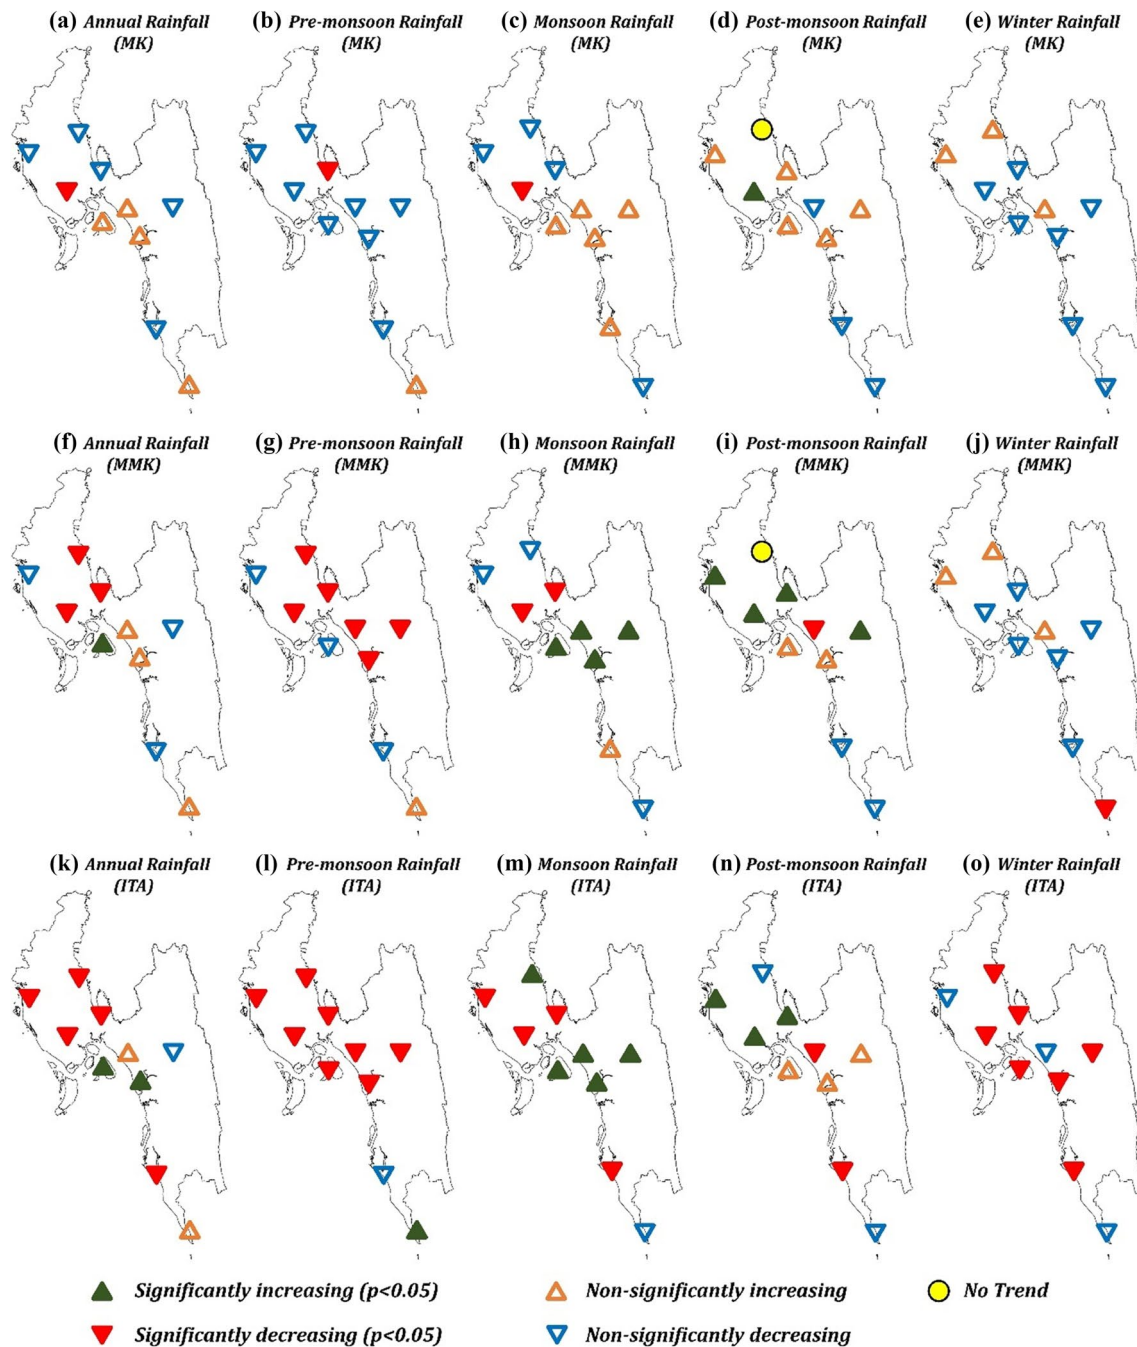 (a) Annual Rainfall
(MK)
(b) Pre-monsoon Rainfall
(MK)
(c) Monsoon Rainfall
(MK)
(d) Post-monsoon Rainfall
(MK)
(e) Winter Rainfall
(MK)
(f) Annual Rainfall
(MMK)
(g) Pre-monsoon Rainfall
(MMK)
(h) Monsoon Rainfall
(MMK)
(i) Post-monsoon Rainfall
(MMK)
(j) Winter Rainfall
(MMK)
(k) Annual Rainfall
(ITA)
(l) Pre-monsoon Rainfall
(ITA)
(m) Monsoon Rainfall
(ITA)
(n) Post-monsoon Rainfall
(ITA)
(o) Winter Rainfall
(ITA)
Significantly increasing (p<0.05)
Non-significantly increasing
No Trend
Significantly decreasing (p<0.05)
Non-significantly decreasing